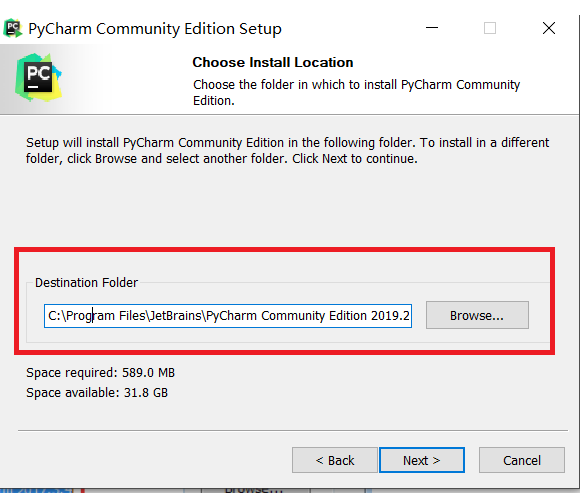 PyCharm Community Edition Setup
PC
Choose Install Location
Choose the folder in which to install PyCharm Community
Edition.
Setup will install PyCharm Community Edition in the following folder. To install in a different
folder, click Browse and select another folder. Click Next to continue.
Destination Folder
C:\Program Files\JetBrains\PyCharm Community Edition 2019.2
Browse...
Space required: 589.0 MB
Space available: 31.8 GB
< Back
Next >
Cancel